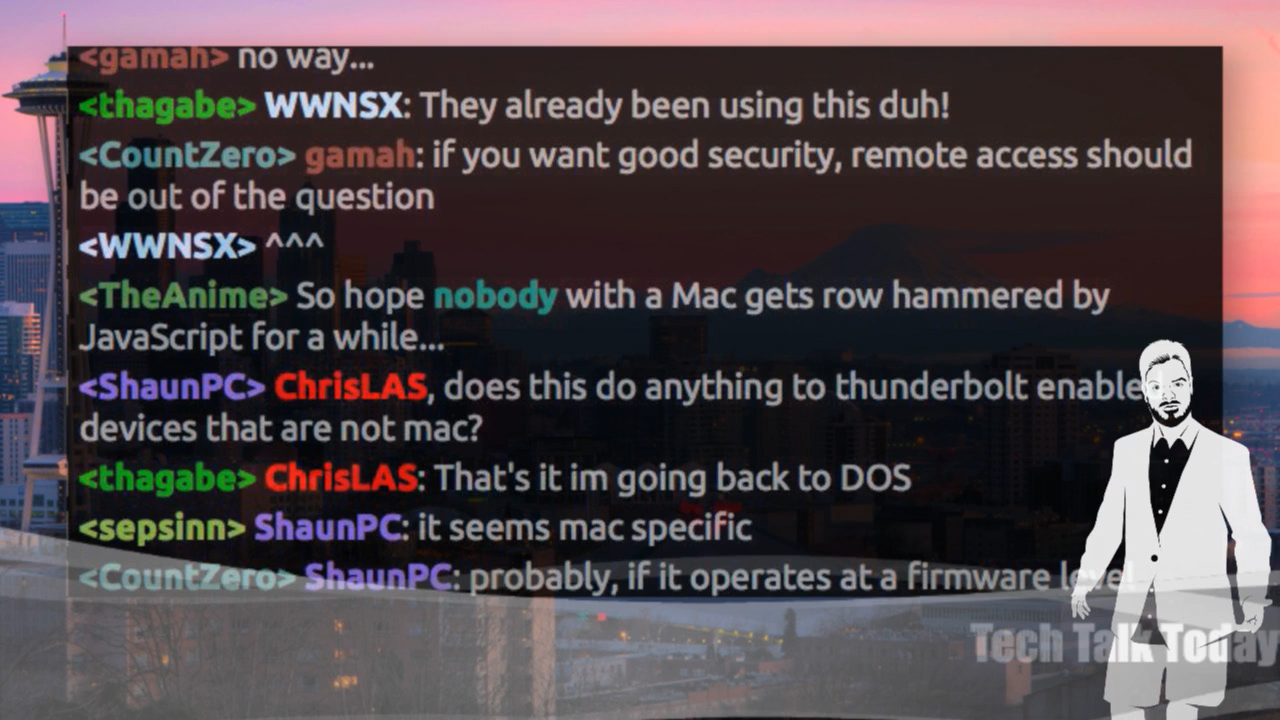 <gamah> no way...
<thagabe> WWNSX: They already been using this duh!
<CountZero> gamah: if you want good security, remote access should
be out of the question
<WWNSX> ^^^
<TheAnime> So hope nobody with a Mac gets row hammered by
JavaScript for a while...
<ShaunPC> ChrisLAS, does this do anything to thunderbolt enable
devices that are not mac?
<thagabe> ChrisLAS: That's it im going back to DOS
<sepsinn> ShaunPC: it seems mac specific
<CountZero> ShaunPC: probably, if it operates at a firmware level
Tech Talk Today